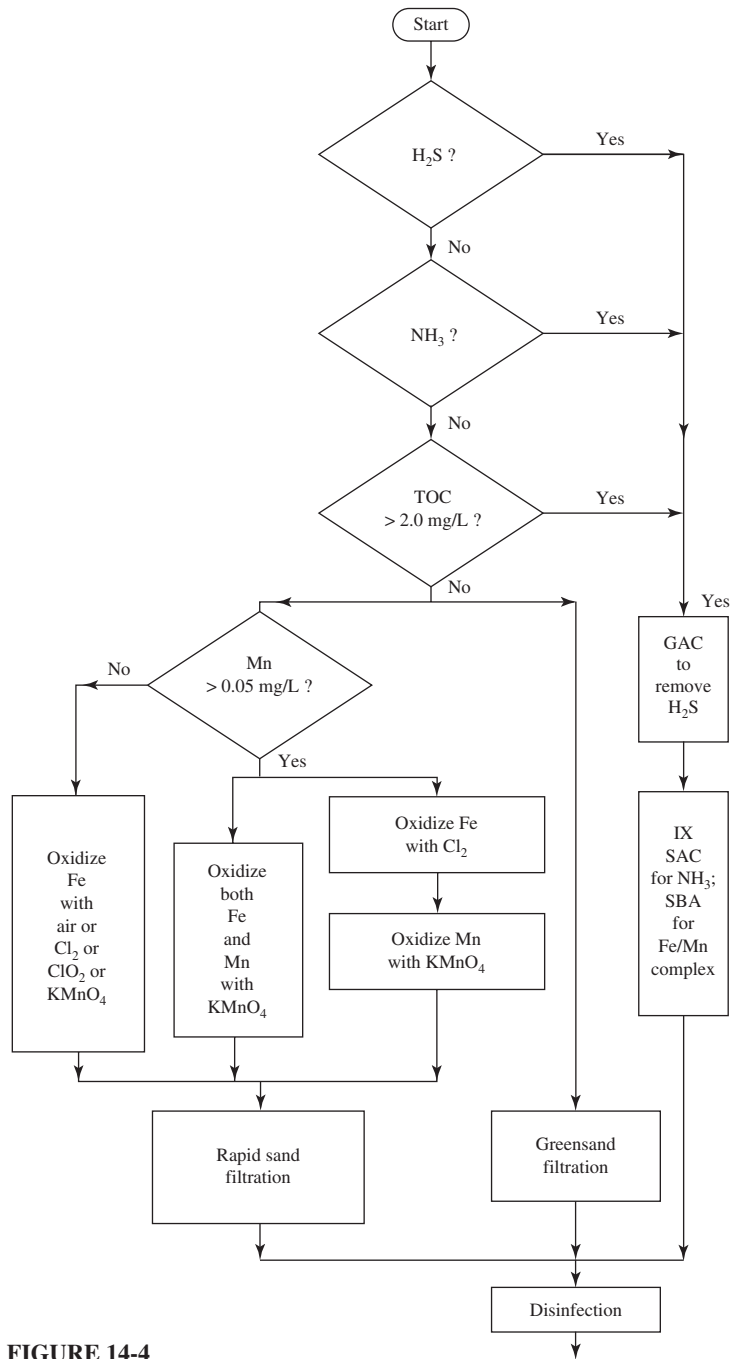 Start
H₂S ?
Yes
No
NH₃ ?
Yes
No
TOC
> 2.0 mg/L ?
Yes
No
Yes
GAC
to
remove
H₂S
Mn
> 0.05 mg/L ?
No
Yes
Oxidize
Fe
with
air or
Cl₂ or
ClO₂ or
KMnO₄
Oxidize
both
Fe
and
Mn
with
KMnO₄
Oxidize Fe
with Cl₂
Oxidize Mn
with KMnO₄
IX
SAC
for NH₃;
SBA
for
Fe/Mn
complex
Rapid sand
filtration
Greensand
filtration
Disinfection
FIGURE 14-4